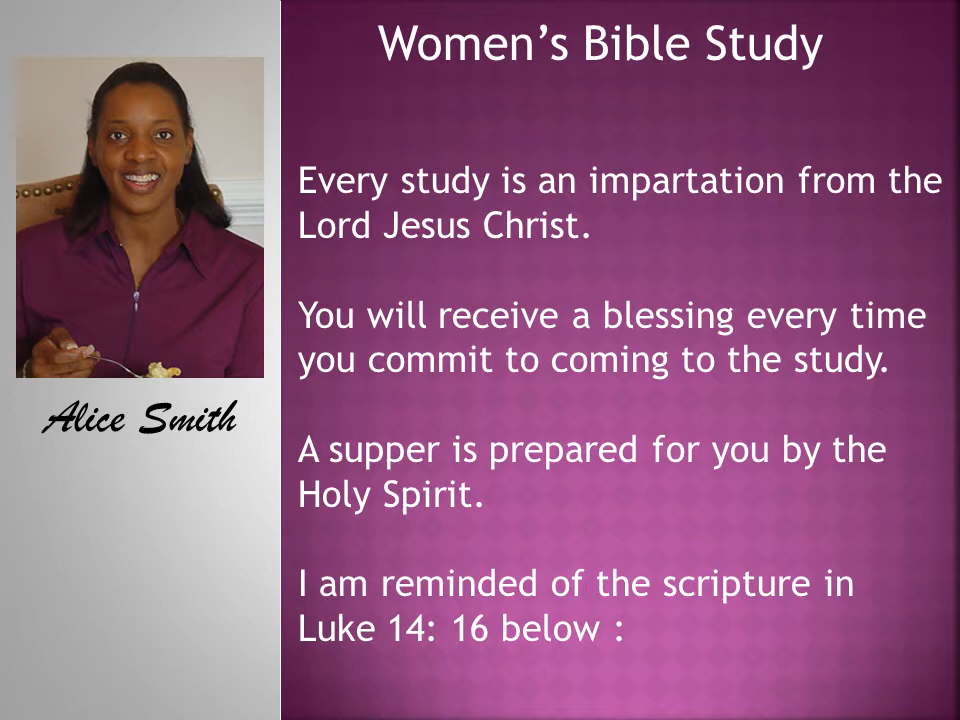 Women’s Bible Study
Every study is an impartation from the
Lord Jesus Christ.
You will receive a blessing every time
you commit to coming to the study.
A supper is prepared for you by the
Holy Spirit.
I am reminded of the scripture in
Luke 14: 16 below :
Alice Smith